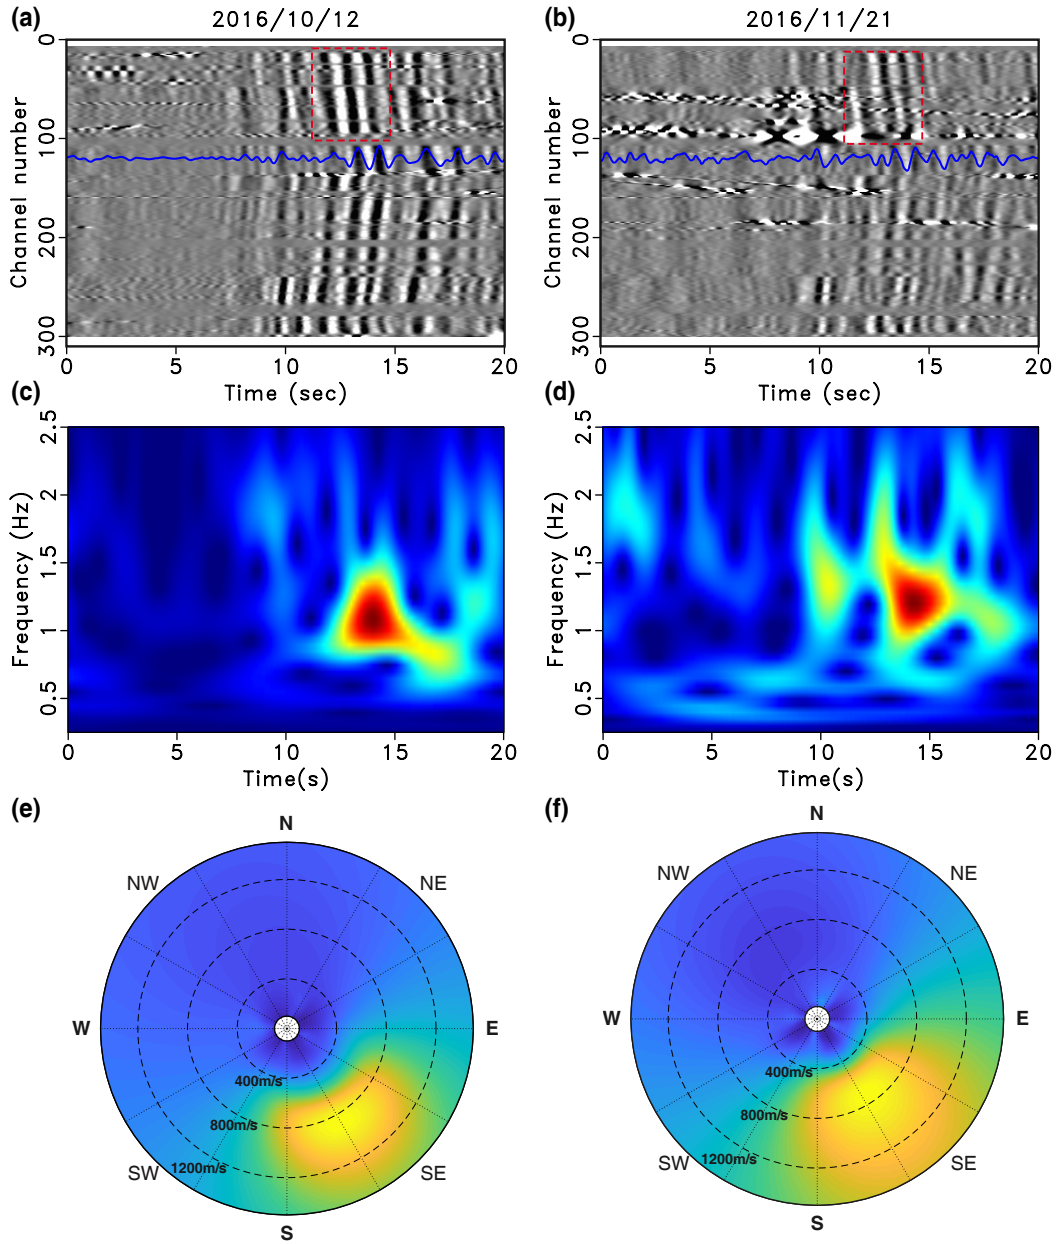 (a) 2016/10/12
(b) 2016/11/21
0
100
200
300
Channel number
0 5 10 15 20
Time (sec)
0
100
200
300
Channel number
0 5 10 15 20
Time (sec)
(c)
2.5
2
1.5
1
0.5
Frequency (Hz)
0 5 10 15 20
Time(s)
(d)
2.5
2
1.5
1
0.5
Frequency (Hz)
0 5 10 15 20
Time(s)
(e)
N
NW
NE
W
E
400m/s
800m/s
1200m/s
SW
SE
S
(f)
N
NW
NE
W
E
400m/s
800m/s
1200m/s
SW
SE
S